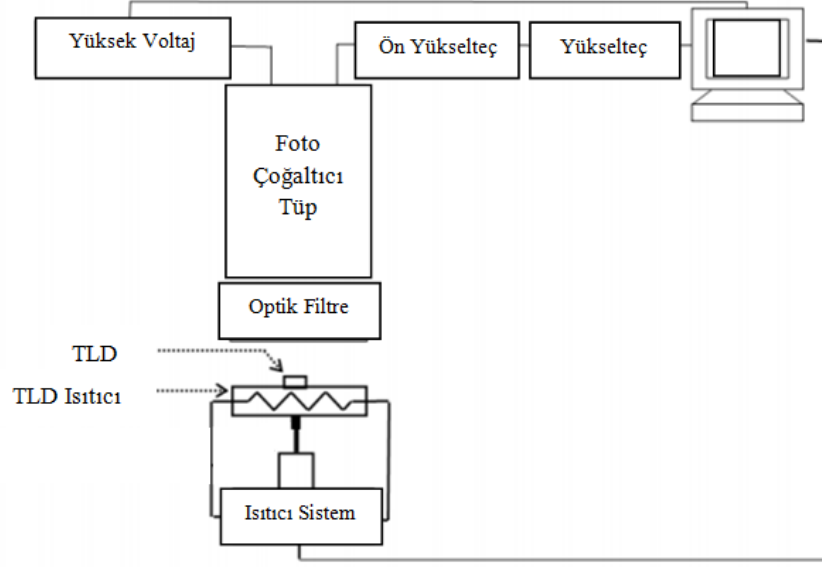 Yüksek Voltaj
Ön Yükselteç
Yükselteç
Foto
Çoğaltıcı
Tüp
Optik Filtre
TLD
TLD Isıtıcı
Isıtıcı Sistem